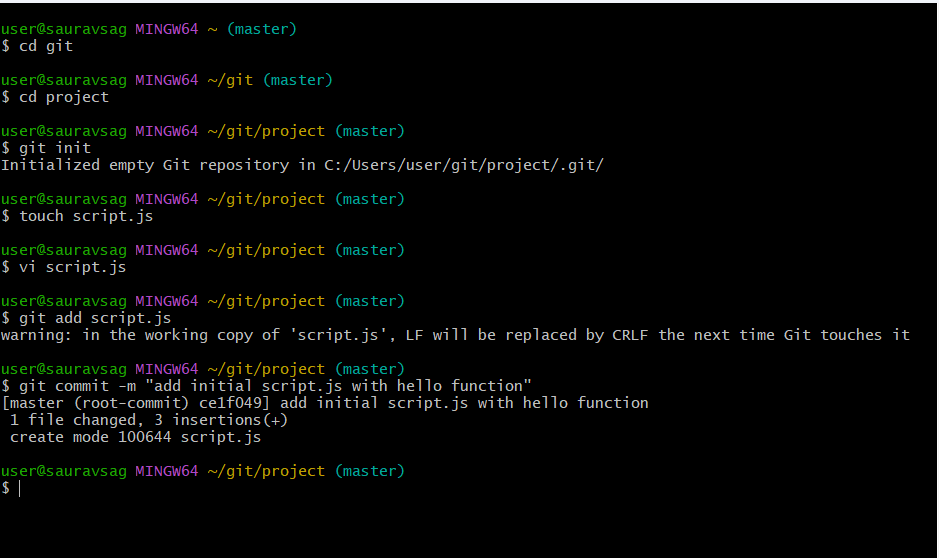 user@sauravsag MINGW64 ~ (master)
$ cd git
user@sauravsag MINGW64 ~/git (master)
$ cd project
user@sauravsag MINGW64 ~/git/project (master)
$ git init
Initialized empty Git repository in C:/Users/user/git/project/.git/
user@sauravsag MINGW64 ~/git/project (master)
$ touch script.js
user@sauravsag MINGW64 ~/git/project (master)
$ vi script.js
user@sauravsag MINGW64 ~/git/project (master)
$ git add script.js
warning: in the working copy of 'script.js', LF will be replaced by CRLF the next time Git touches it
user@sauravsag MINGW64 ~/git/project (master)
$ git commit -m "add initial script.js with hello function"
[master (root-commit) ce1f049] add initial script.js with hello function
 1 file changed, 3 insertions(+)
 create mode 100644 script.js
user@sauravsag MINGW64 ~/git/project (master)
$